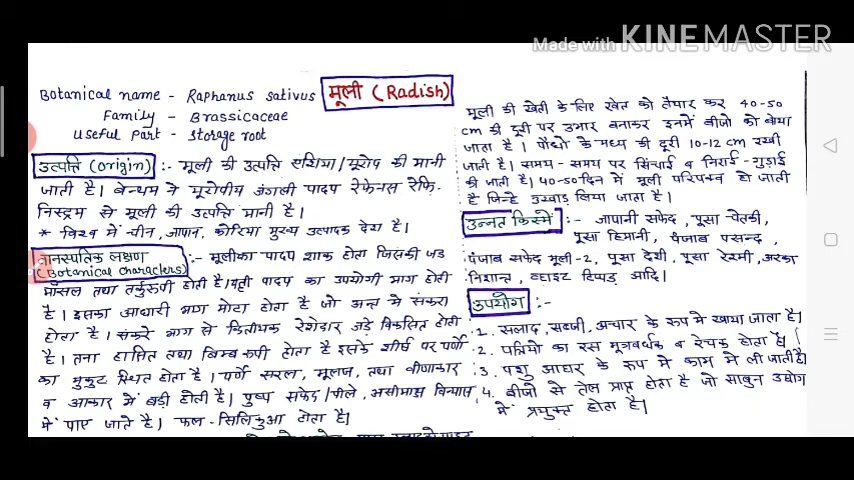 Made with KINEMASTER
Botanical name - Raphanus sativus
मूली (Radish)
Family - Brassicaceae
Useful Part - Storage root
उत्पत्ति (origin) :- मूली की उत्पत्ति एशिया/यूरोप की मानी
जाती है। बेन्थम ने यूरोपीय जंगली पादप रेफेनस रेफि-
निस्ट्रम से मूली की उत्पत्ति मानी है।
* विश्व में चीन, जापान, कोरिया मुख्य उत्पादक देश है।
वानस्पतिक लक्षण (Botanical characters) :- मूलीका पादप शाक होता जिसकी जड
माँसल तथा तर्कुरूपी होती है। यही पादप का उपयोगी भाग होती
है। इसका आधारी भाग मोटा होता है जो अन्त मे संकरा
होता है। संकरे भाग से द्वितीयक रेशेदार जड़े विकसित होती
है। तना हासित तथा बिम्ब रूपी होता है इसके शीर्ष पर पर्णो
का मुकुट स्थित होता है। पर्णे सरल, मूलज, तथा वीणाकार
व आकार में बड़ी होती है। पुष्प सफेद/पीले, असीमाक्ष विन्यास
में पाए जाते है। फल-सिलिकुआ होता है।
मूली की खेती के लिए खेत को तैयार कर 40-50
cm की दूरी पर उभार बनाकर इनमें बीजो को बोया
जाता है। पौधो के मध्य की दूरी 10-12 cm रखी
जाती है। समय-समय पर सिंचाई व निराई-गुड़ाई
की जाती है। 40-50 दिन में मूली परिपक्व हो जाती
है जिन्हे उखाड़ लिया जाता है।
उन्नत किस्में :- जापानी सफेद, पूसा चेतकी,
पूसा हिमानी, पंजाब पसन्द,
पंजाब सफेद मूली-2, पूसा देशी, पूसा रेश्मी, अरका
निशान्त, व्हाइट टिप्पड आदि।
उपयोग :-
1. सलाद, सब्जी, अचार के रूप मे खाया जाता है।
2. पत्तियो का रस मूत्रवर्धक व रेचक होता है।
3. पशु आहार के रूप में काम मे ली जाती है।
4. बीजो से तेल प्राप्त होता है जो साबुन उद्योग
में प्रयुक्त होता है।